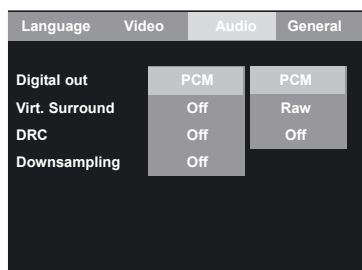 Language Video Audio General
Digital out PCM PCM
Virt. Surround Off Raw
DRC Off Off
Downsampling Off